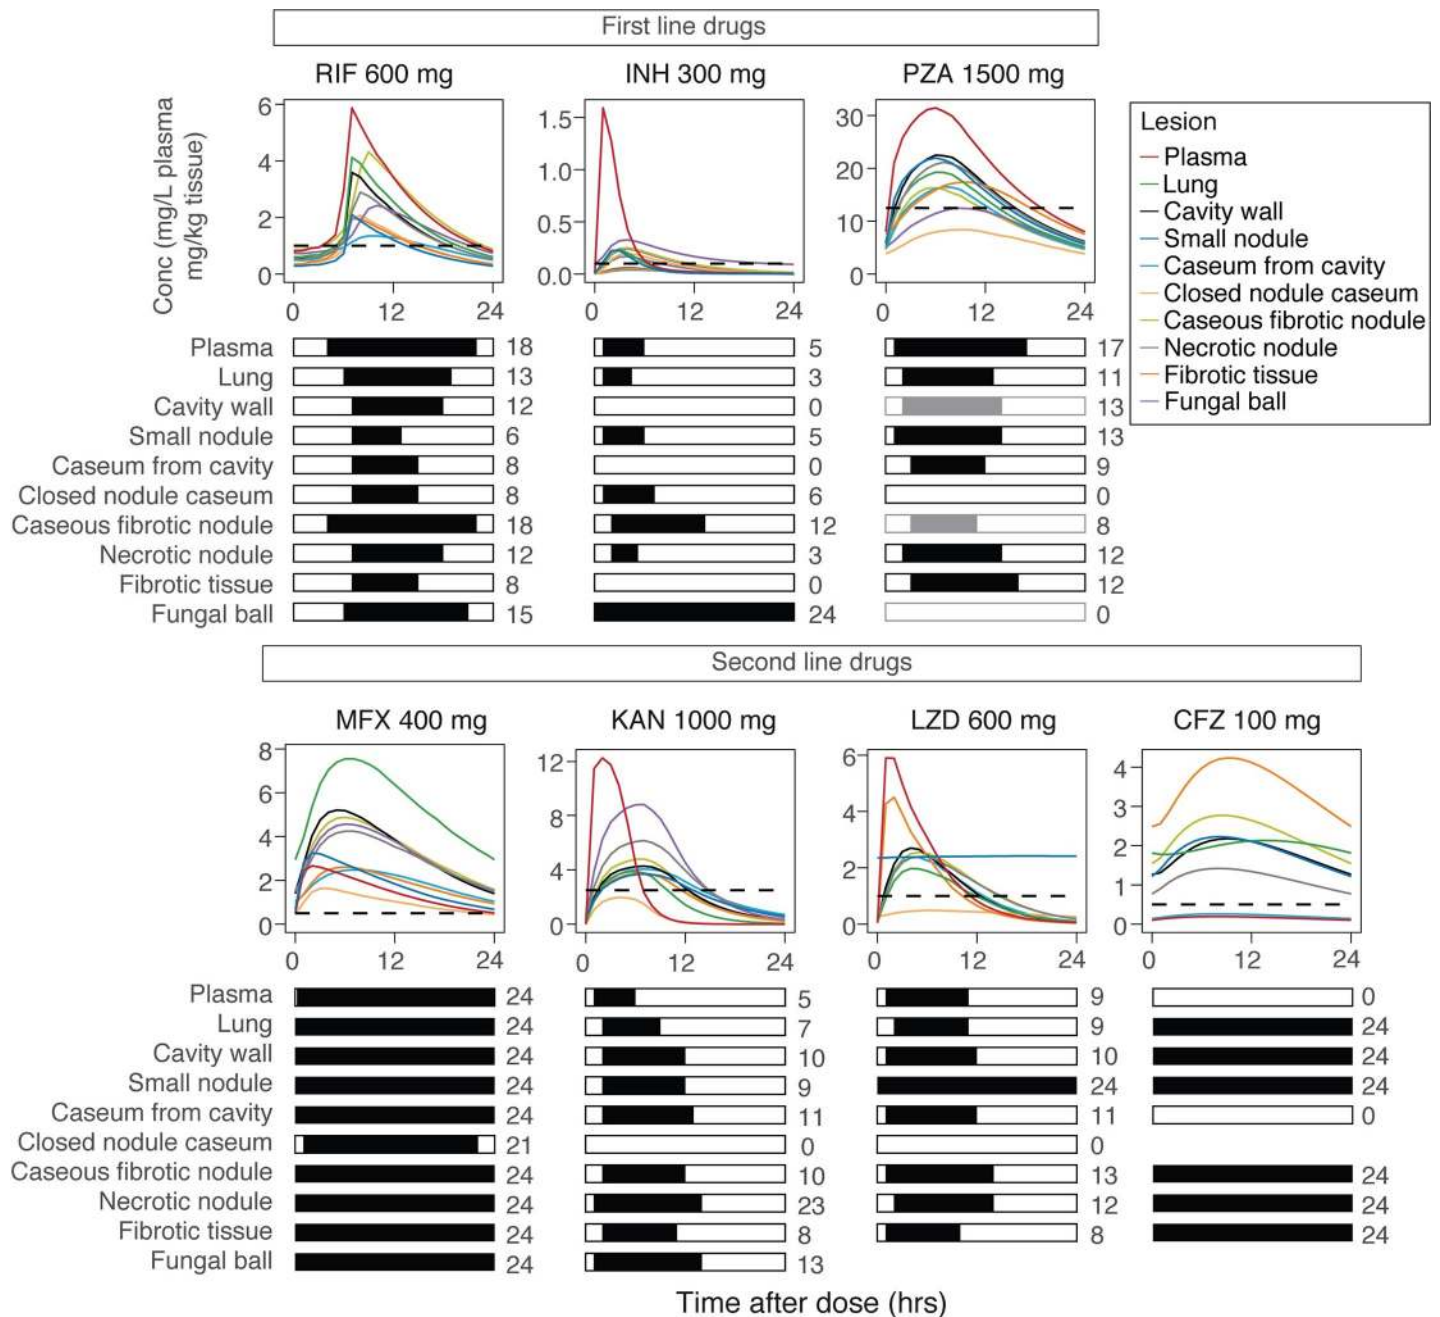 First line drugs
RIF 600 mg
INH 300 mg
PZA 1500 mg
Conc (mg/L plasma
mg/kg tissue)
6
4
2
0
0 12 24
1.5
1.0
0.5
0.0
0 12 24
30
20
10
0
0 12 24
Lesion
Plasma
Lung
Cavity wall
Small nodule
Caseum from cavity
Closed nodule caseum
Caseous fibrotic nodule
Necrotic nodule
Fibrotic tissue
Fungal ball
Plasma 18 5 17
Lung 13 3 11
Cavity wall 12 0 13
Small nodule 6 5 13
Caseum from cavity 8 0 9
Closed nodule caseum 8 6 0
Caseous fibrotic nodule 18 12 8
Necrotic nodule 12 3 12
Fibrotic tissue 8 0 12
Fungal ball 15 24 0
Second line drugs
MFX 400 mg
KAN 1000 mg
LZD 600 mg
CFZ 100 mg
8
6
4
2
0
0 12 24
12
8
4
0
0 12 24
6
4
2
0
0 12 24
4
3
2
1
0
0 12 24
Plasma 24 5 9 0
Lung 24 7 9 24
Cavity wall 24 10 10 24
Small nodule 24 9 24 24
Caseum from cavity 24 11 11 0
Closed nodule caseum 21 0 0
Caseous fibrotic nodule 24 10 13 24
Necrotic nodule 24 23 12 24
Fibrotic tissue 24 8 8 24
Fungal ball 24 13
Time after dose (hrs)